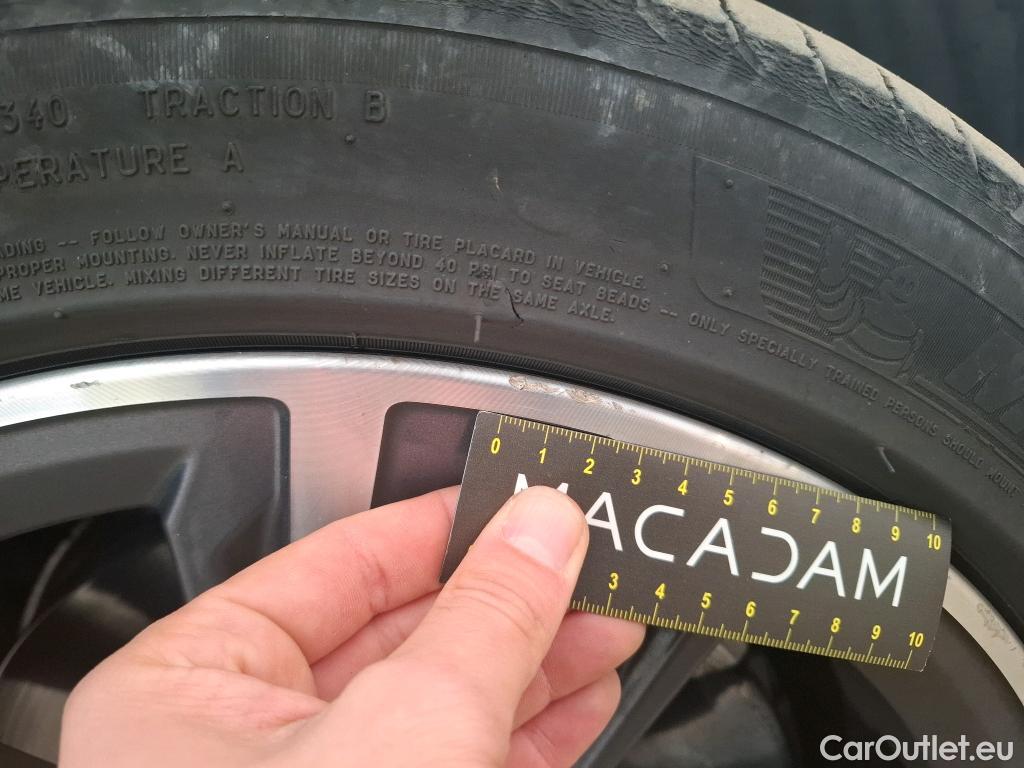 340 TRACTION B
PERATURE A
ADING -- FOLLOW OWNER'S MANUAL OR TIRE PLACARD IN VEHICLE.
PROPER MOUNTING. NEVER INFLATE BEYOND 40 PSI TO SEAT BEADS -- ONLY SPECIALLY TRAINED PERSONS SHOULD MOUNT
ME VEHICLE. MIXING DIFFERENT TIRE SIZES ON THE SAME AXLE.
M
0 1 2 3 4 5 6 7 8 9 10
MACADAM
3 4 5 6 7 8 9 10
CarOutlet.eu